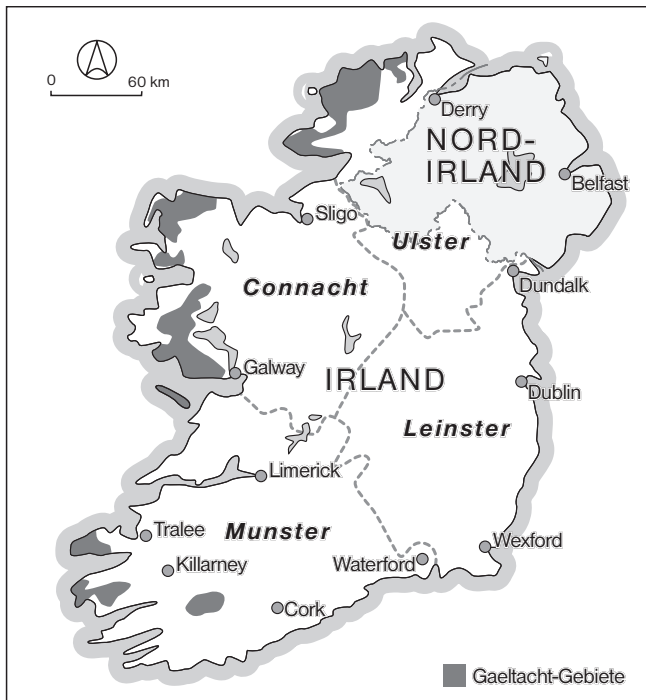 0 60 km
Derry
NORD-
IRLAND
Belfast
Sligo
Ulster
Dundalk
Connacht
Galway
IRLAND
Dublin
Leinster
Limerick
Tralee
Munster
Killarney
Waterford
Wexford
Cork
Gaeltacht-Gebiete